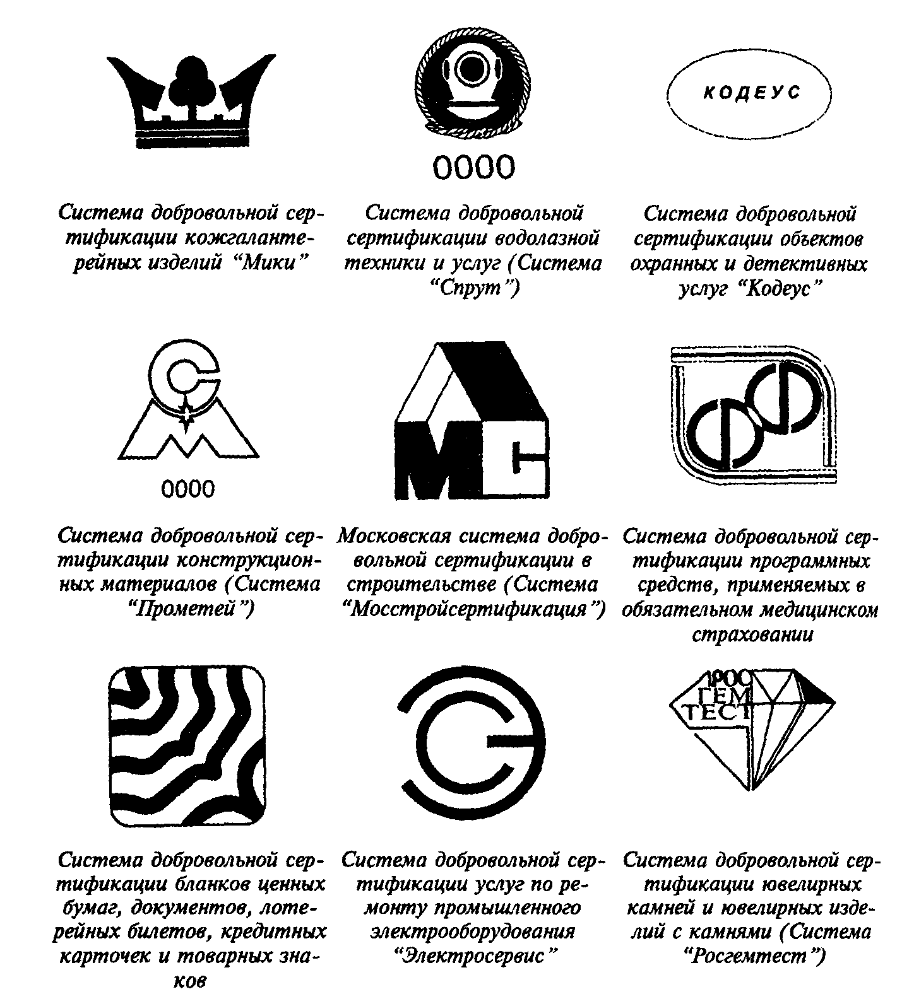 КОДЕУС
0000
Система добровольной сер-
тификации кожгаланте-
рейных изделий “Мики”
Система добровольной
сертификации водолазной
техники и услуг (Система
“Спрут”)
Система добровольной
сертификации объектов
охранных и детективных
услуг “Кодеус”
МС
0000
Система добровольной сер-
тификации конструкцион-
ных материалов (Система
“Прометей”)
Московская система добро-
вольной сертификации в
строительстве (Система
“Мосстройсертификация”)
Система добровольной сер-
тификации программных
средств, применяемых в
обязательном медицинском
страховании
РОС
ГЕМ
ТЕСТ
Система добровольной сер-
тификации бланков ценных
бумаг, документов, лоте-
рейных билетов, кредитных
карточек и товарных зна-
ков
Система добровольной сер-
тификации услуг по ре-
монту промышленного
электрооборудования
“Электросервис”
Система добровольной сер-
тификации ювелирных
камней и ювелирных изде-
лий с камнями (Система
“Росгемтест”)